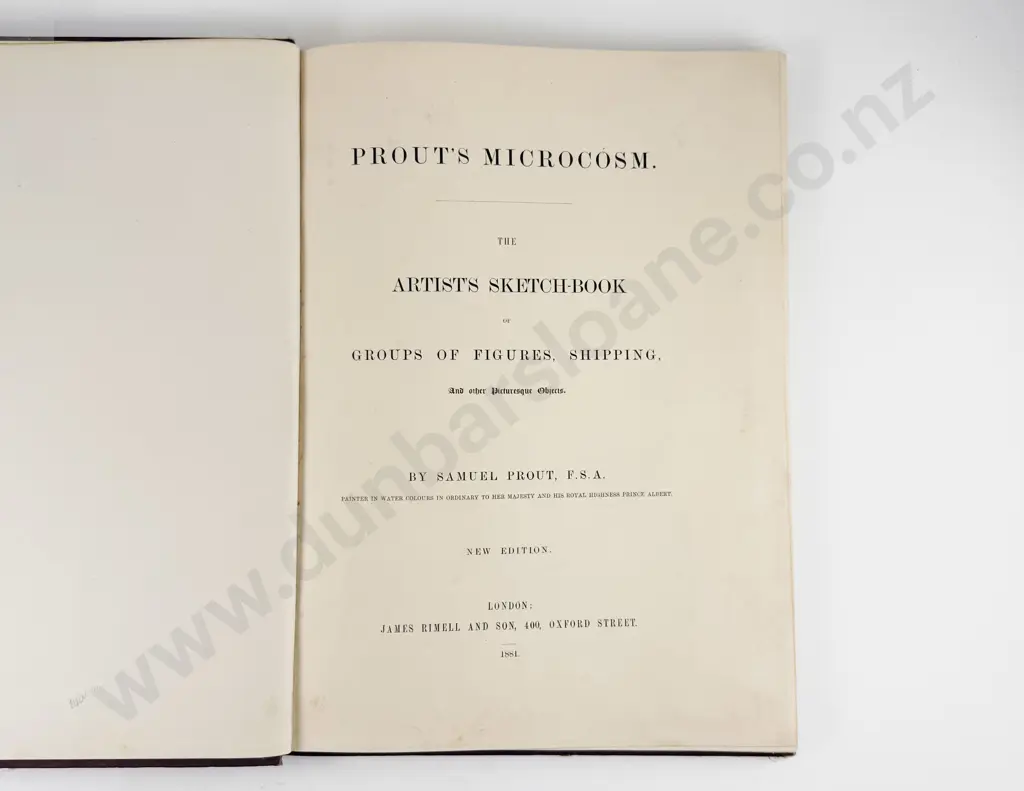 PROUT'S MICROCOSM.
THE
ARTIST'S SKETCH-BOOK
OF
GROUPS OF FIGURES, SHIPPING,
And other Picturesque Objects.
BY SAMUEL PROUT, F.S.A.
PAINTER IN WATER COLOURS IN ORDINARY TO HER MAJESTY AND HIS ROYAL HIGHNESS PRINCE ALBERT.
NEW EDITION.
LONDON:
JAMES RIMELL AND SON, 400, OXFORD STREET.
1881.
www.dunbarsloane.co.nz